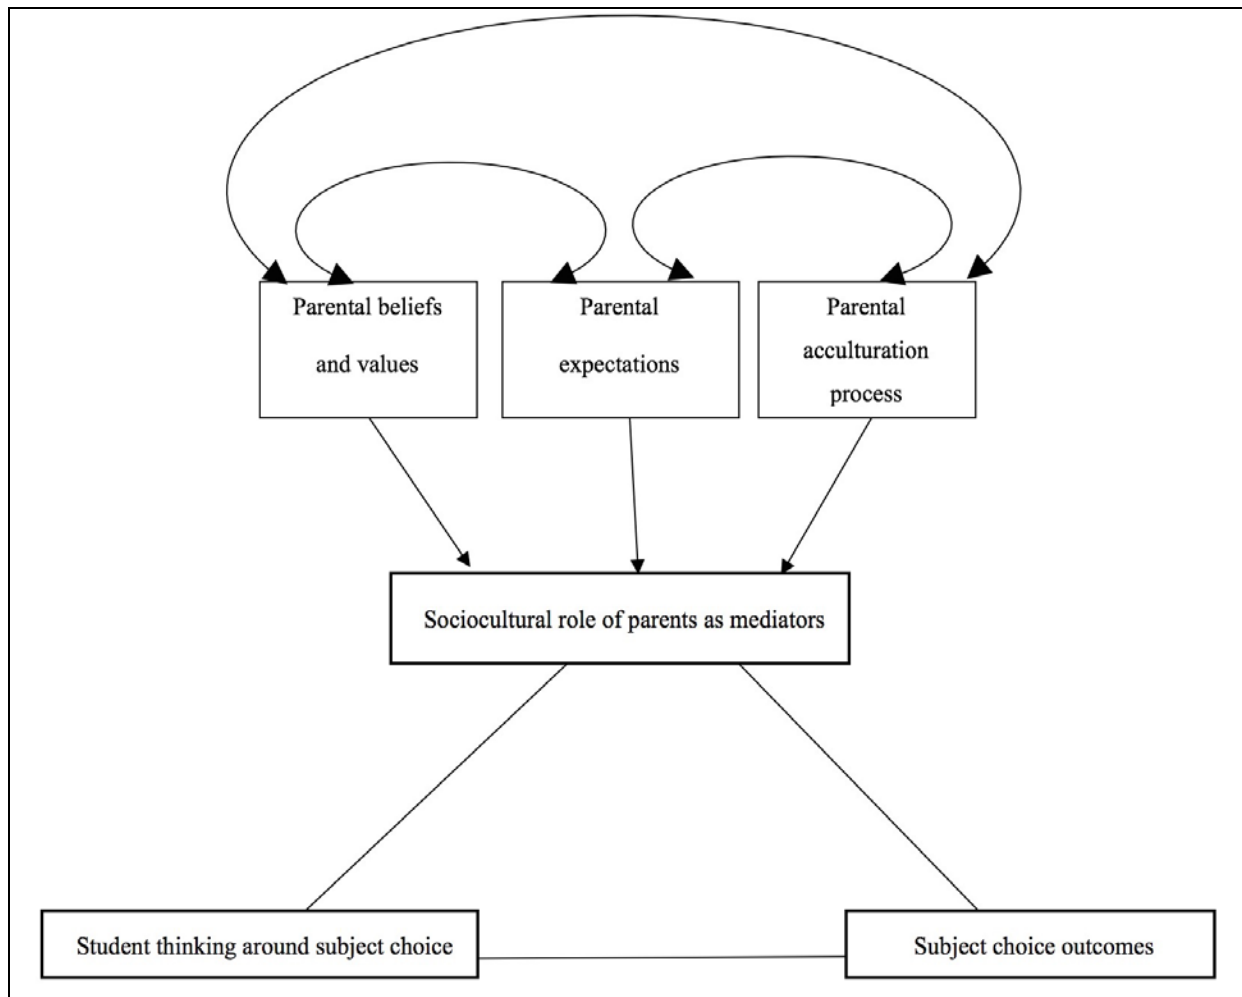 Parental beliefs
and values
Parental
expectations
Parental
acculturation
process
Sociocultural role of parents as mediators
Student thinking around subject choice
Subject choice outcomes